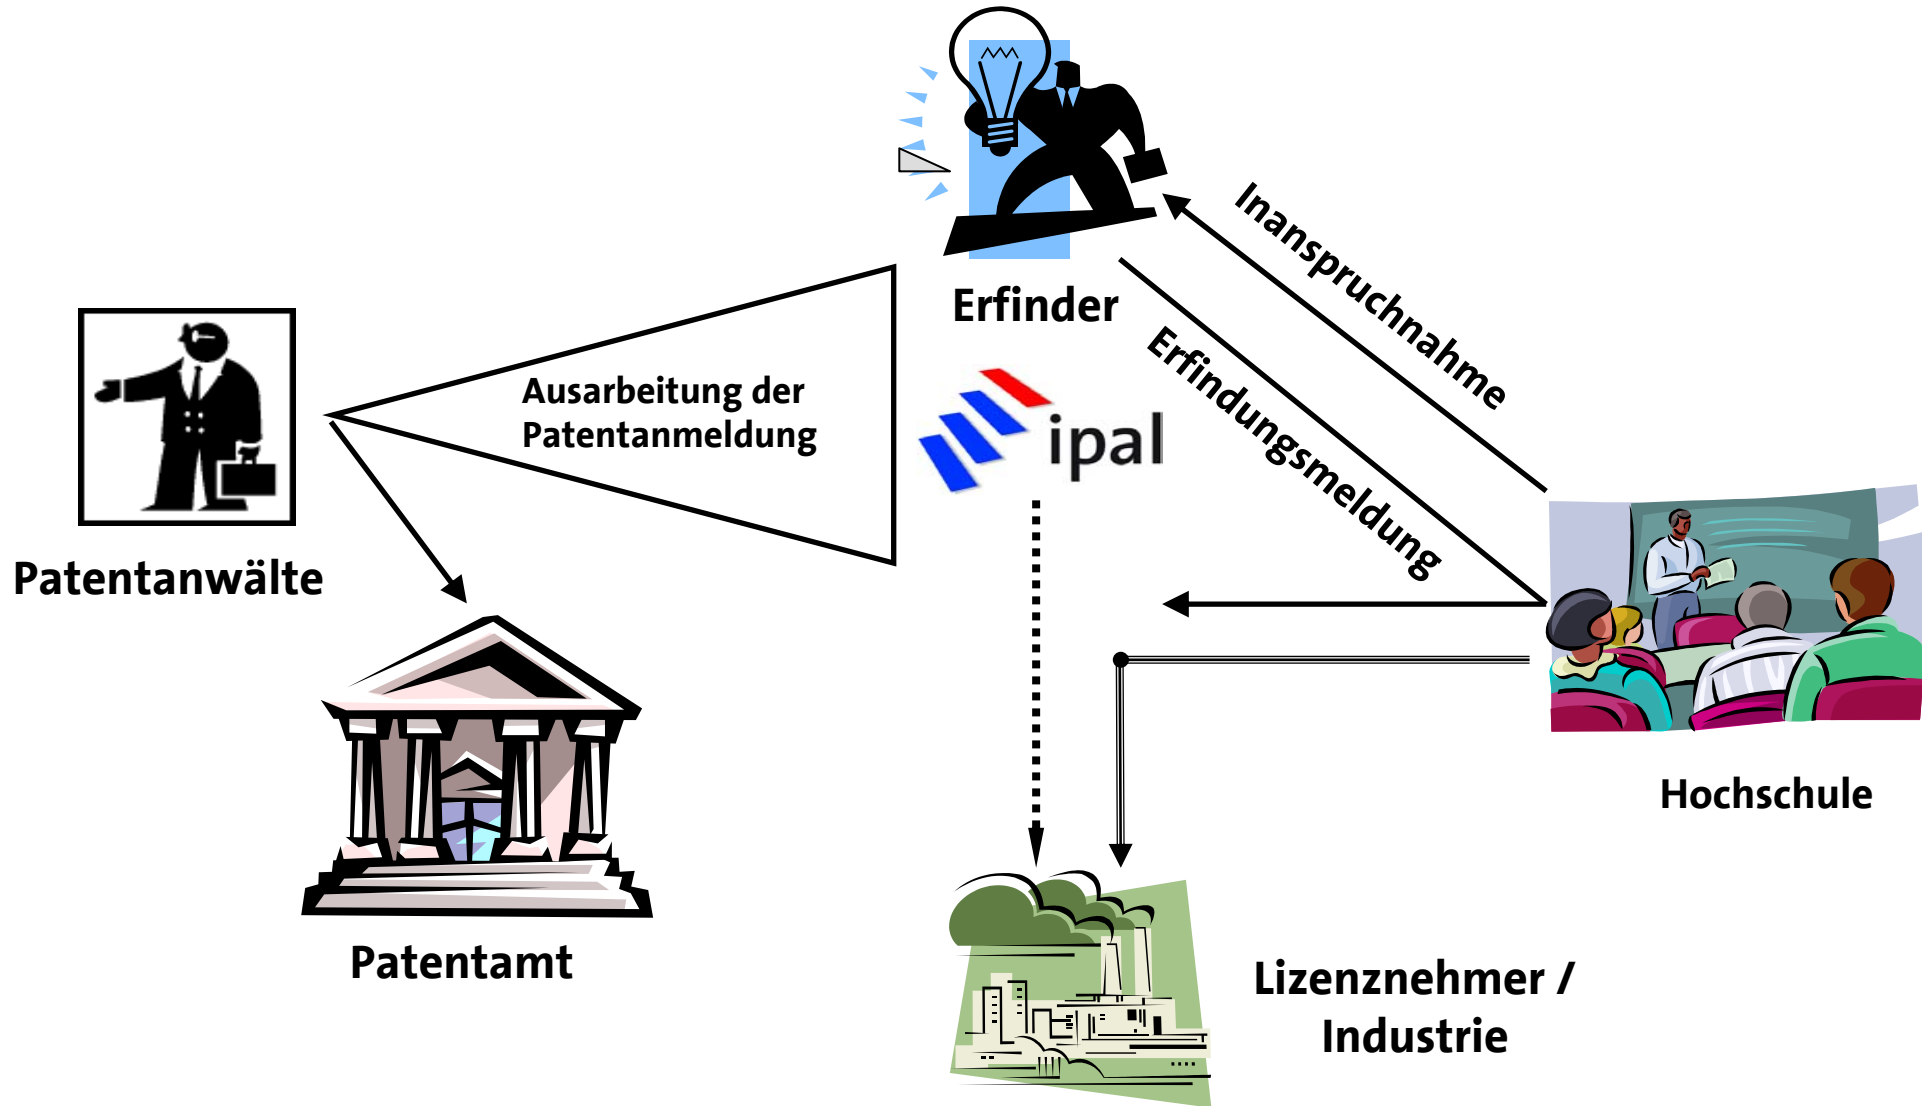 Inanspruchnahme
Erfinder
Erfindungsmeldung
Ausarbeitung der
Patentanmeldung
ipal
Patentanwälte
Hochschule
Patentamt
Lizenznehmer /
Industrie